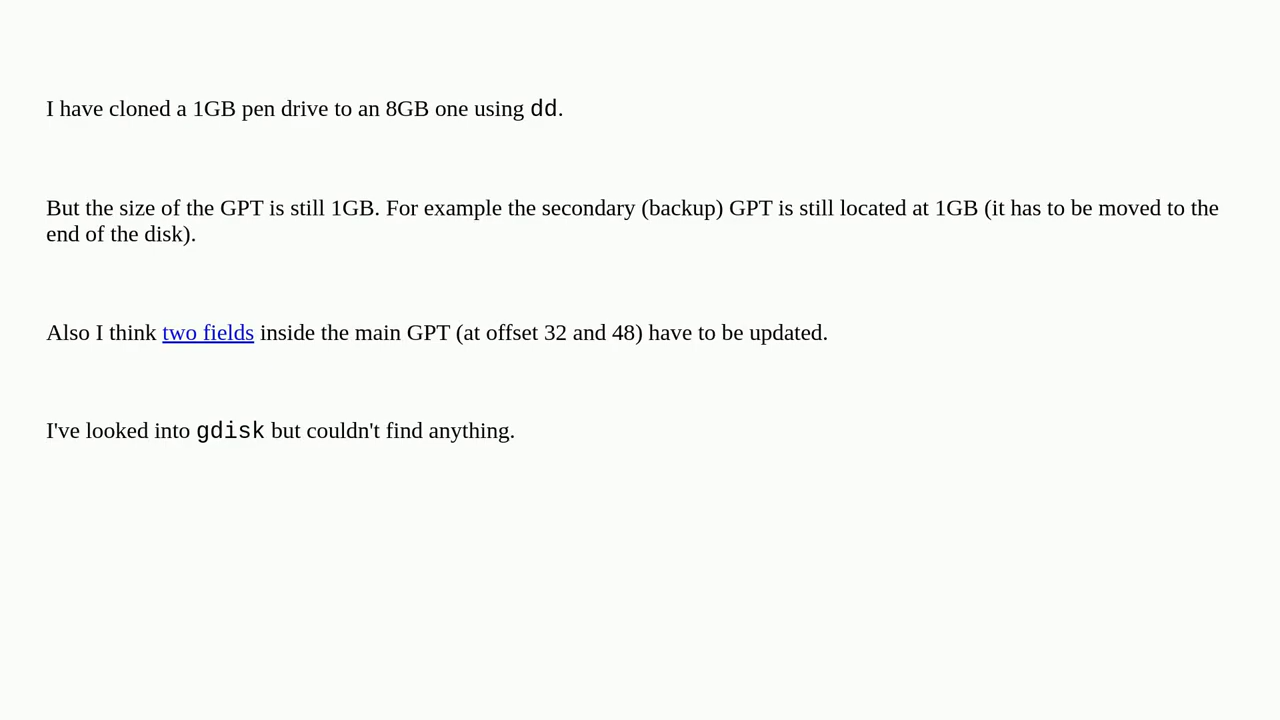 I have cloned a 1GB pen drive to an 8GB one using dd.
But the size of the GPT is still 1GB. For example the secondary (backup) GPT is still located at 1GB (it has to be moved to the
end of the disk).
Also I think two fields inside the main GPT (at offset 32 and 48) have to be updated.
I've looked into gdisk but couldn't find anything.